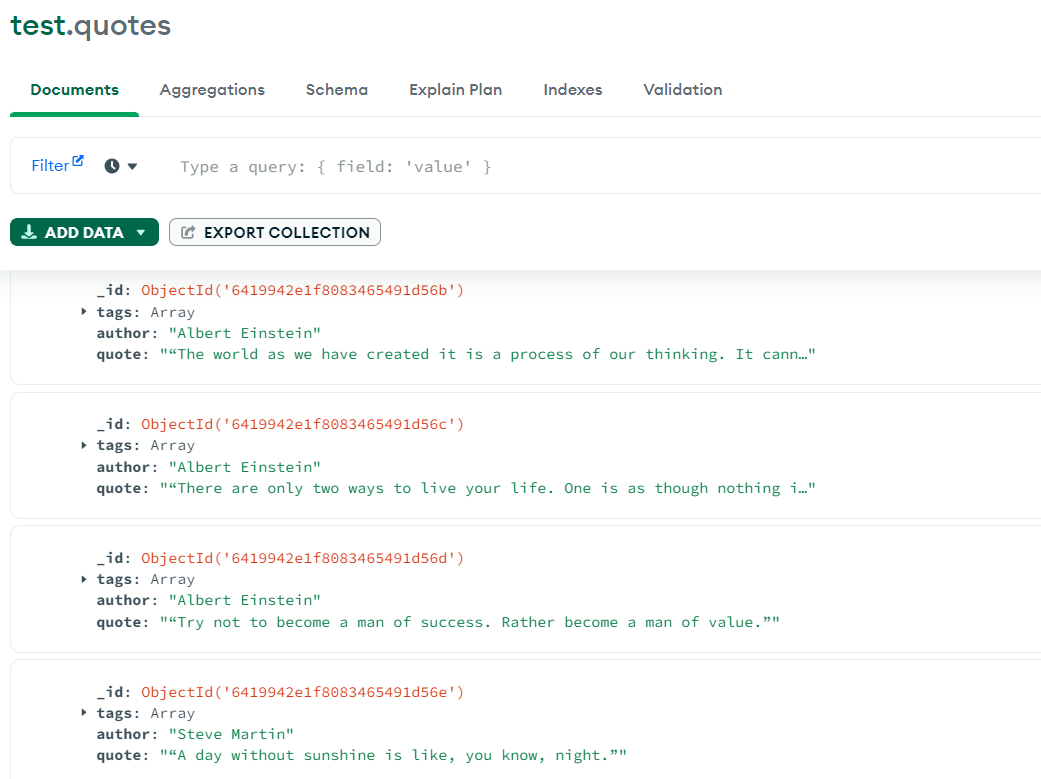 test.quotes
Documents Aggregations Schema Explain Plan Indexes Validation
Filter Type a query: { field: 'value' }
ADD DATA EXPORT COLLECTION
_id: ObjectId('6419942e1f8083465491d56b')
tags: Array
author: "Albert Einstein"
quote: "“The world as we have created it is a process of our thinking. It cann…"
_id: ObjectId('6419942e1f8083465491d56c')
tags: Array
author: "Albert Einstein"
quote: "“There are only two ways to live your life. One is as though nothing i…"
_id: ObjectId('6419942e1f8083465491d56d')
tags: Array
author: "Albert Einstein"
quote: "“Try not to become a man of success. Rather become a man of value.”"
_id: ObjectId('6419942e1f8083465491d56e')
tags: Array
author: "Steve Martin"
quote: "“A day without sunshine is like, you know, night.”"